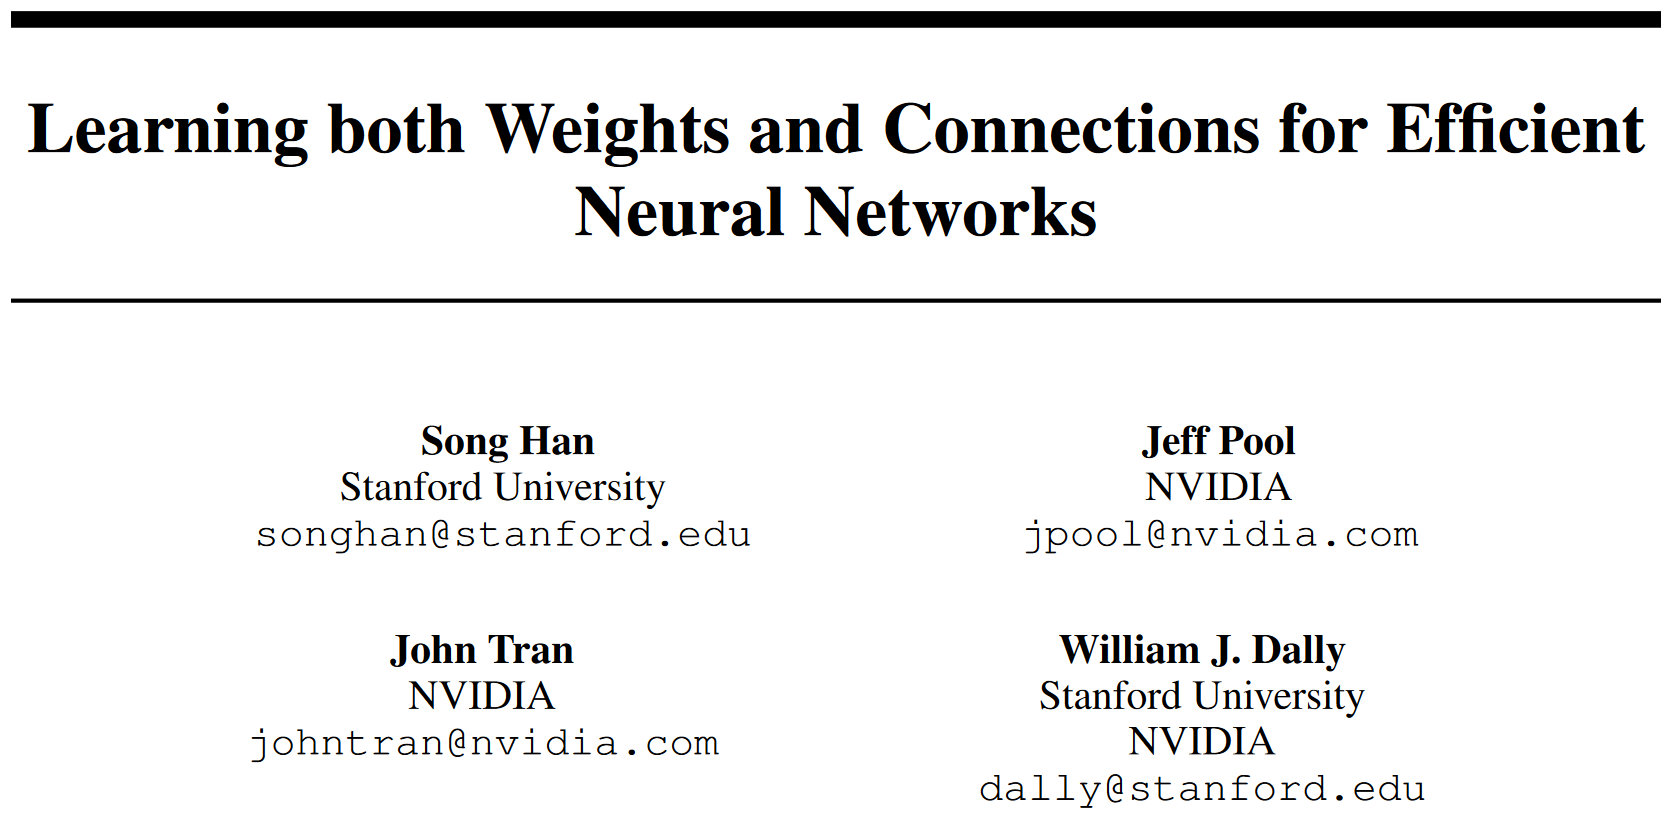 Learning both Weights and Connections for Efficient
Neural Networks
Song Han
Stanford University
songhan@stanford.edu
Jeff Pool
NVIDIA
jpool@nvidia.com
John Tran
NVIDIA
johntran@nvidia.com
William J. Dally
Stanford University
NVIDIA
dally@stanford.edu